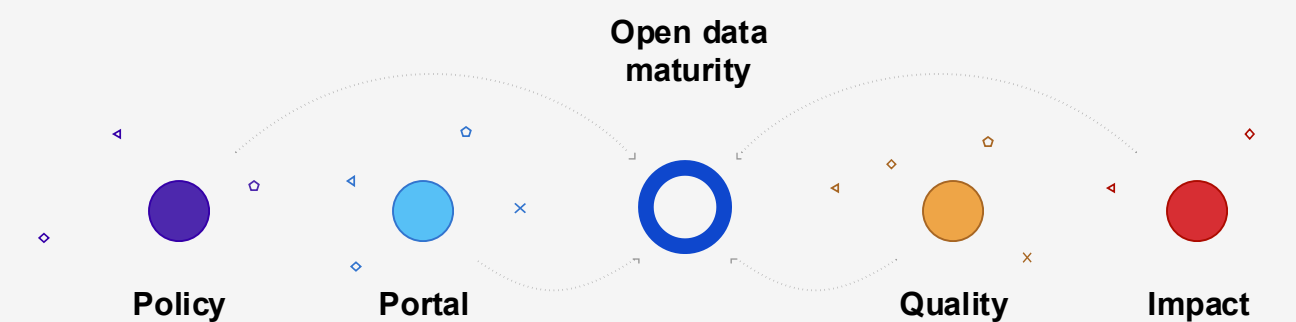 Open data
maturity
Policy
Portal
Quality
Impact